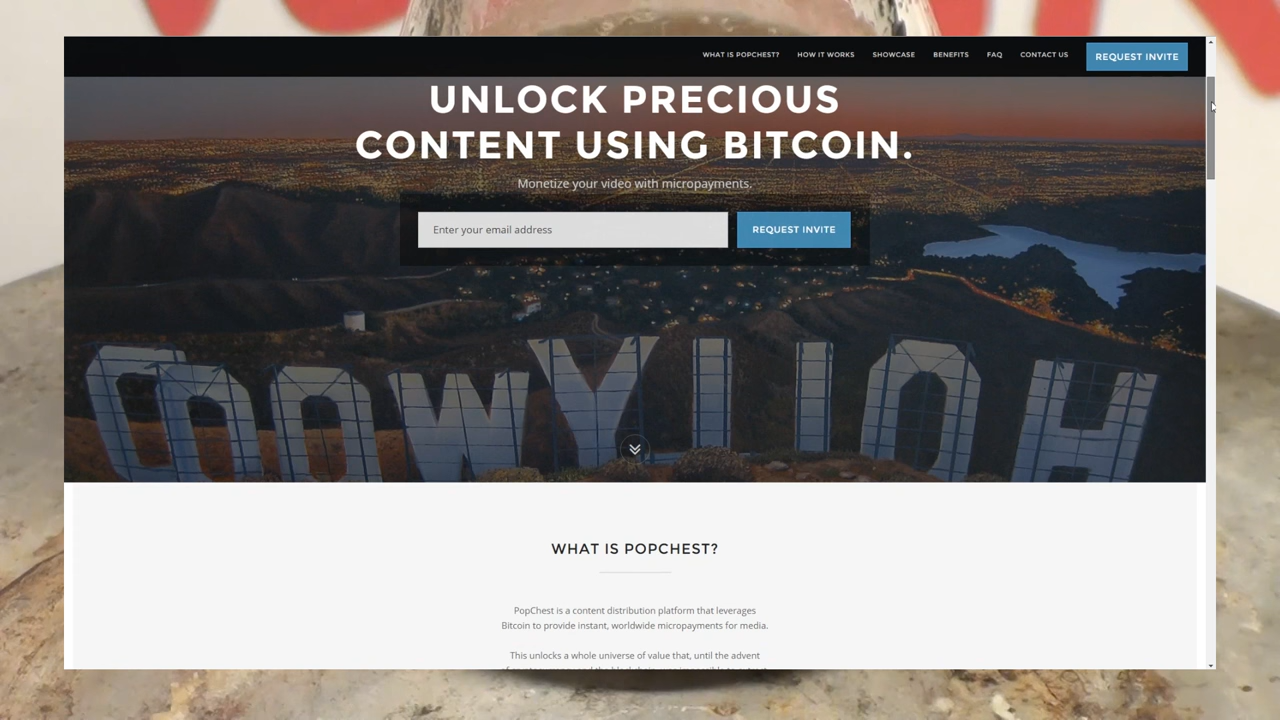 WHAT IS POPCHEST? HOW IT WORKS SHOWCASE BENEFITS FAQ CONTACT US REQUEST INVITE
UNLOCK PRECIOUS
CONTENT USING BITCOIN.
Monetize your video with micropayments.
Enter your email address REQUEST INVITE
WHAT IS POPCHEST?
PopChest is a content distribution platform that leverages
Bitcoin to provide instant, worldwide micropayments for media.
This unlocks a whole universe of value that, until the advent